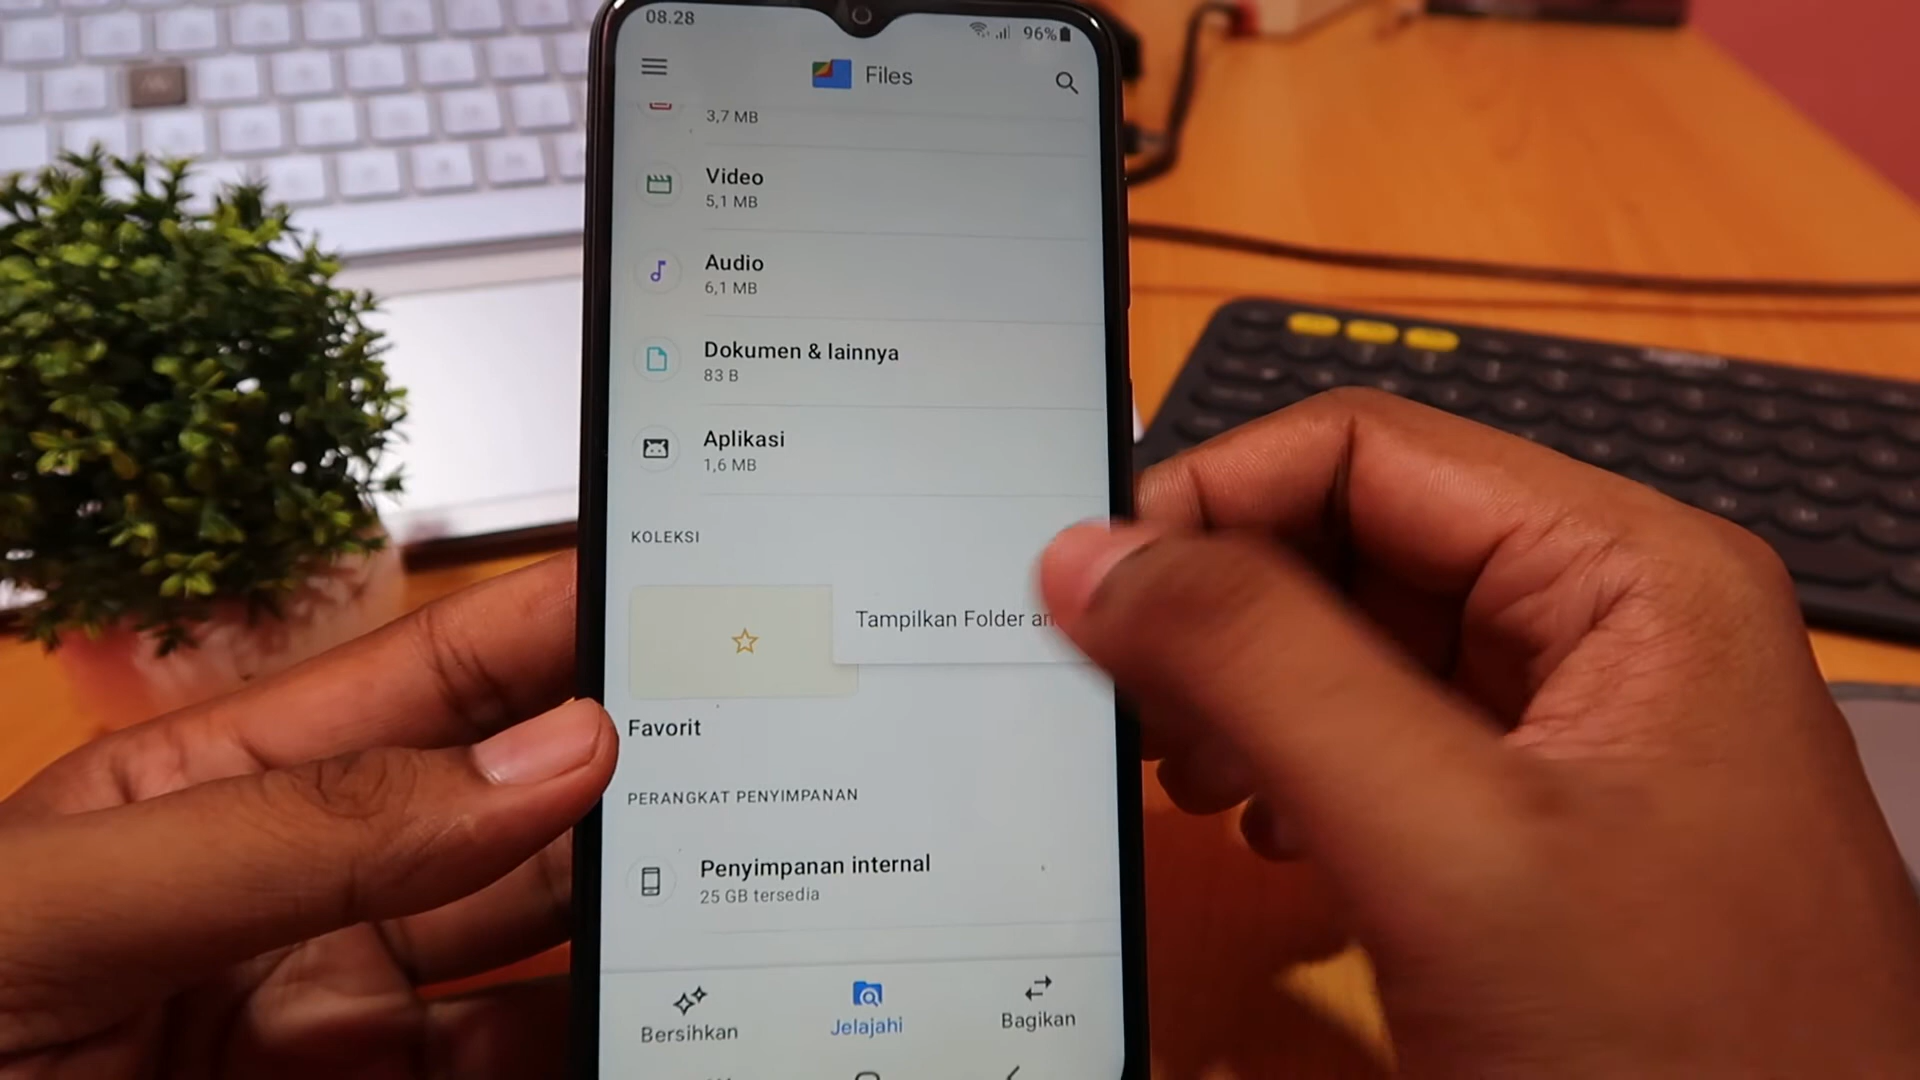 08.28
96%
Files
3,7 MB
Video
5,1 MB
Audio
6,1 MB
Dokumen & lainnya
83 B
Aplikasi
1,6 MB
KOLEKSI
Tampilkan Folder
Favorit
PERANGKAT PENYIMPANAN
Penyimpanan internal
25 GB tersedia
Bersihkan
Jelajahi
Bagikan